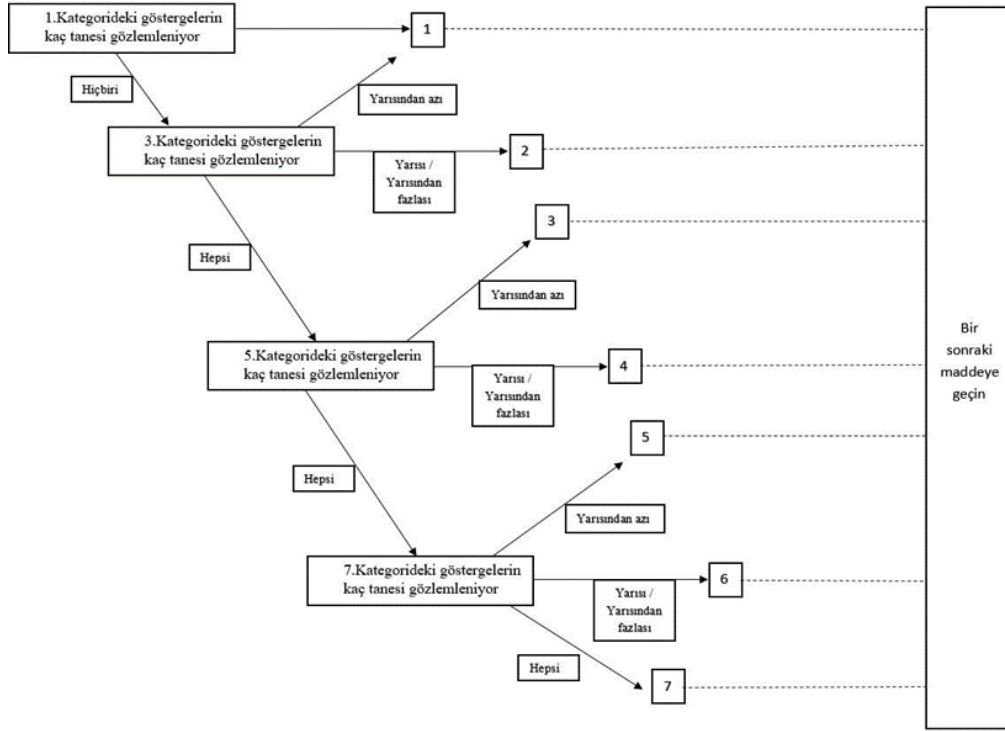 1.Kategorideki göstergelerin
kaç tanesi gözlemleniyor
1
Hiçbiri
Yarısından azı
3.Kategorideki göstergelerin
kaç tanesi gözlemleniyor
2
Yarısı /
Yarısından
fazlası
3
Hepsi
Yarısından azı
5.Kategorideki göstergelerin
kaç tanesi gözlemleniyor
4
Yarısı /
Yarısından
fazlası
Bir
sonraki
maddeye
geçin
5
Hepsi
Yarısından azı
7.Kategorideki göstergelerin
kaç tanesi gözlemleniyor
6
Yarısı /
Yarısından
fazlası
Hepsi
7